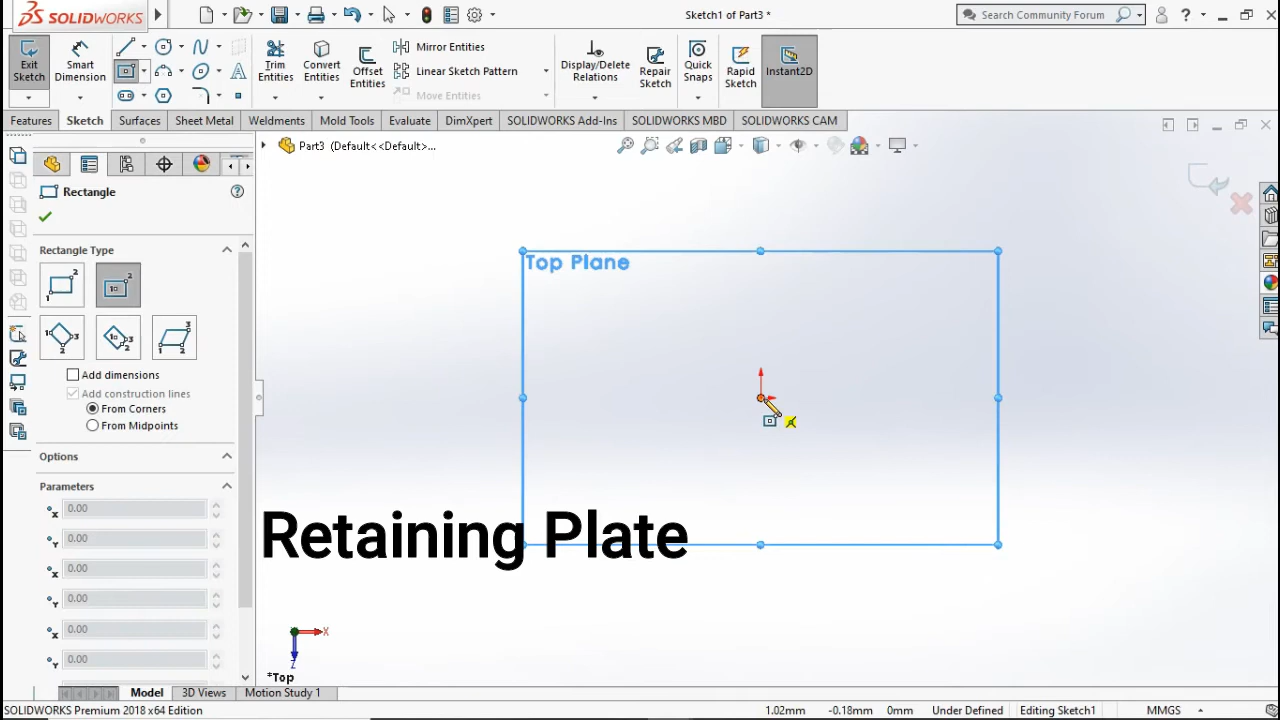 SOLIDWORKS
Sketch1 of Part3 *
Search Community Forum
?
Exit Sketch
Smart Dimension
Trim Entities
Convert Entities
Offset Entities
Mirror Entities
Linear Sketch Pattern
Move Entities
Display/Delete Relations
Repair Sketch
Quick Snaps
Rapid Sketch
Instant2D
Features
Sketch
Surfaces
Sheet Metal
Weldments
Mold Tools
Evaluate
DimXpert
SOLIDWORKS Add-Ins
SOLIDWORKS MBD
SOLIDWORKS CAM
Part3 (Default<<Default>...
Rectangle
?
Rectangle Type
Add dimensions
Add construction lines
From Corners
From Midpoints
Options
Parameters
0.00
0.00
0.00
0.00
0.00
0.00
Top Plane
Retaining Plate
X
Z
*Top
Model
3D Views
Motion Study 1
SOLIDWORKS Premium 2018 x64 Edition
1.02mm
-0.18mm
0mm
Under Defined
Editing Sketch1
MMGS